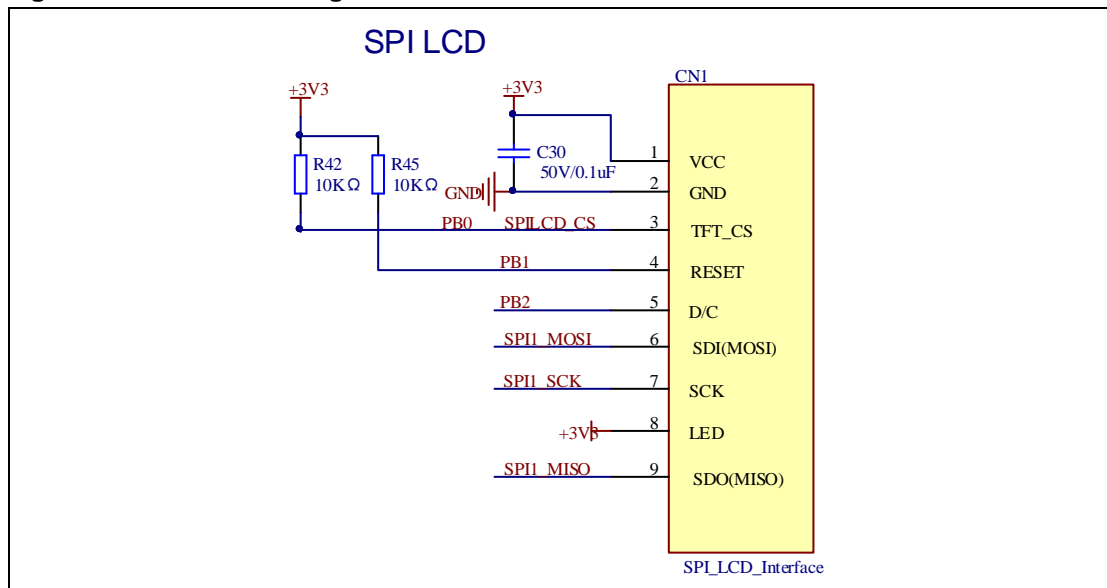 SPI LCD
CN1
+3V3
+3V3
R42
10KΩ
R45
10KΩ
C30
50V/0.1uF
GND
1 VCC
2 GND
PB0 SPILCD_CS 3 TFT_CS
PB1 4 RESET
PB2 5 D/C
SPI1_MOSI 6 SDI(MOSI)
SPI1_SCK 7 SCK
+3V3 8 LED
SPI1_MISO 9 SDO(MISO)
SPI_LCD_Interface